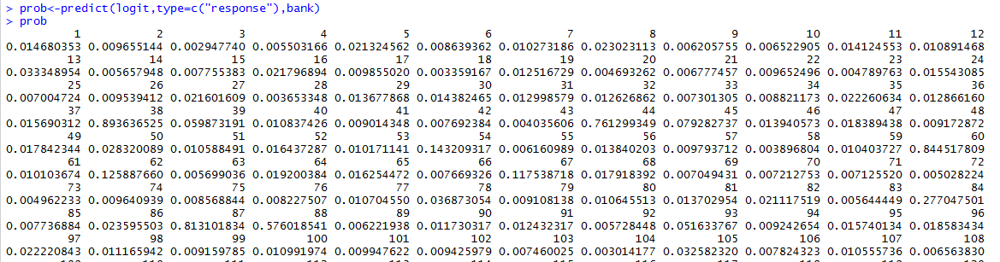 > prob<-predict(logit,type=c("response"),bank)
> prob
1 2 3 4 5 6 7 8 9 10 11 12
0.014680353 0.009655144 0.002947740 0.005503166 0.021324562 0.008639362 0.010273186 0.023023113 0.006205755 0.006522905 0.014124553 0.010891468
13 14 15 16 17 18 19 20 21 22 23 24
0.033348954 0.005657948 0.007755383 0.021796894 0.009855020 0.003359167 0.012516729 0.004693262 0.006777457 0.009652496 0.004789763 0.015543085
25 26 27 28 29 30 31 32 33 34 35 36
0.007004724 0.009539412 0.021601609 0.003653348 0.013677868 0.014382465 0.012998579 0.012626862 0.007301305 0.008821173 0.022260634 0.012866160
37 38 39 40 41 42 43 44 45 46 47 48
0.015690312 0.893636525 0.059873191 0.010837426 0.009014348 0.007692384 0.004035606 0.761299349 0.079282737 0.013940573 0.018389438 0.009172872
49 50 51 52 53 54 55 56 57 58 59 60
0.017842344 0.028320089 0.010588491 0.016437287 0.010171141 0.143209317 0.006160989 0.013840203 0.009793712 0.003896804 0.010403727 0.844517809
61 62 63 64 65 66 67 68 69 70 71 72
0.010103674 0.125887660 0.005699036 0.019200384 0.016254472 0.007669326 0.117538718 0.017918392 0.007049431 0.007212753 0.007125520 0.005028224
73 74 75 76 77 78 79 80 81 82 83 84
0.004962233 0.009640939 0.008568844 0.008227507 0.010704550 0.036873054 0.009108138 0.010645513 0.013702954 0.021117519 0.005644449 0.277047501
85 86 87 88 89 90 91 92 93 94 95 96
0.007736884 0.023595503 0.813101834 0.576018541 0.006221938 0.011730317 0.012432317 0.005728448 0.051633767 0.009242654 0.015740134 0.018583434
97 98 99 100 101 102 103 104 105 106 107 108
0.022220843 0.011165942 0.009159785 0.010991974 0.009947622 0.009425979 0.007460025 0.003014177 0.032582320 0.007824323 0.010555736 0.006563830